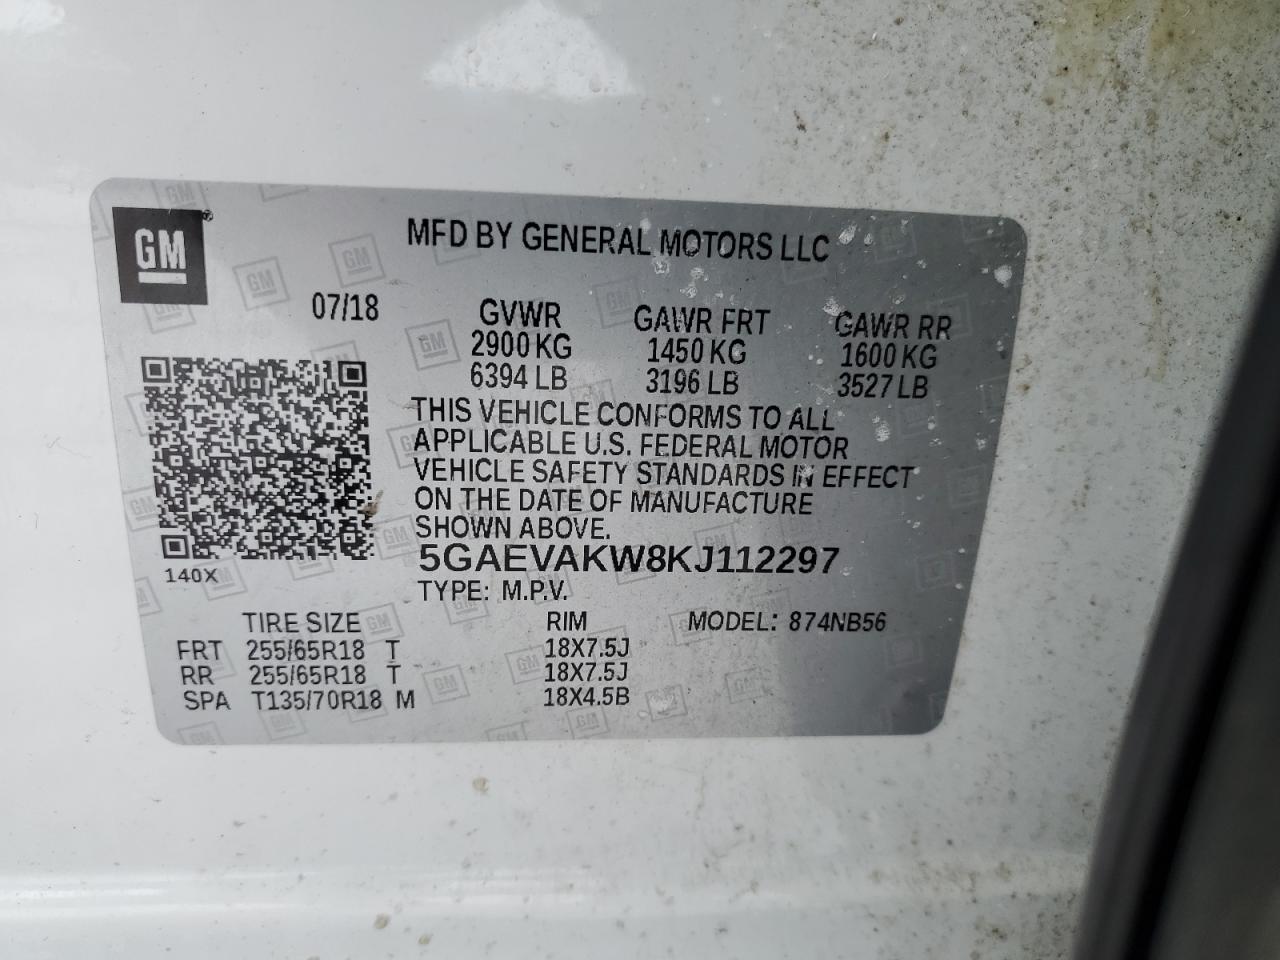 GM
MFD BY GENERAL MOTORS LLC
07/18
GVWR GAWR FRT GAWR RR
2900 KG 1450 KG 1600 KG
6394 LB 3196 LB 3527 LB
THIS VEHICLE CONFORMS TO ALL
APPLICABLE U.S. FEDERAL MOTOR
VEHICLE SAFETY STANDARDS IN EFFECT
ON THE DATE OF MANUFACTURE
SHOWN ABOVE.
140X
5GAEVAKW8KJ112297
TYPE: M.P.V.
TIRE SIZE RIM MODEL: 874NB56
FRT 255/65R18 T 18X7.5J
RR 255/65R18 T 18X7.5J
SPA T135/70R18 M 18X4.5B